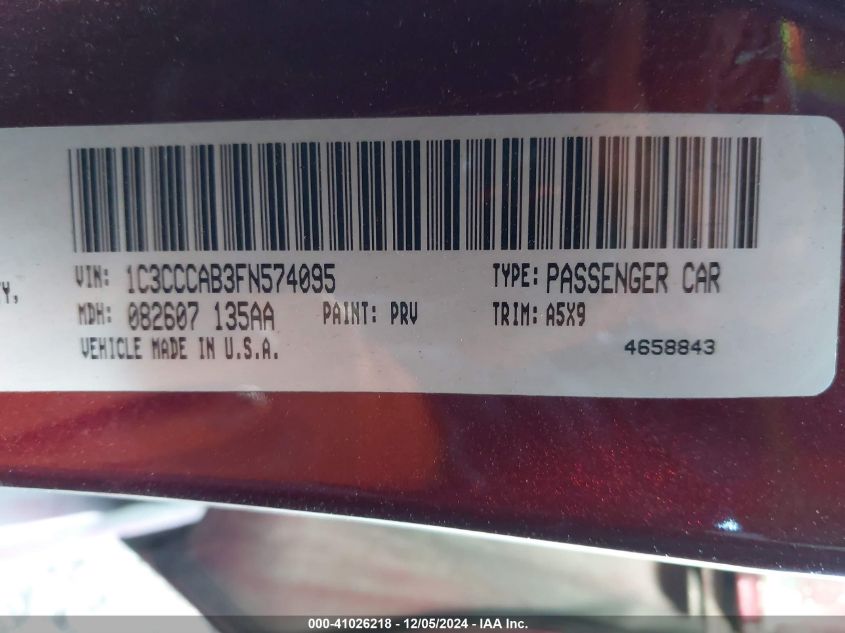 Y,
VIN: 1C3CCCAB3FN574095 TYPE: PASSENGER CAR
MDH: 082607 135AA PAINT: PRV TRIM: A5X9
VEHICLE MADE IN U.S.A. 4658843
000-41026218 - 12/05/2024 - IAA Inc.